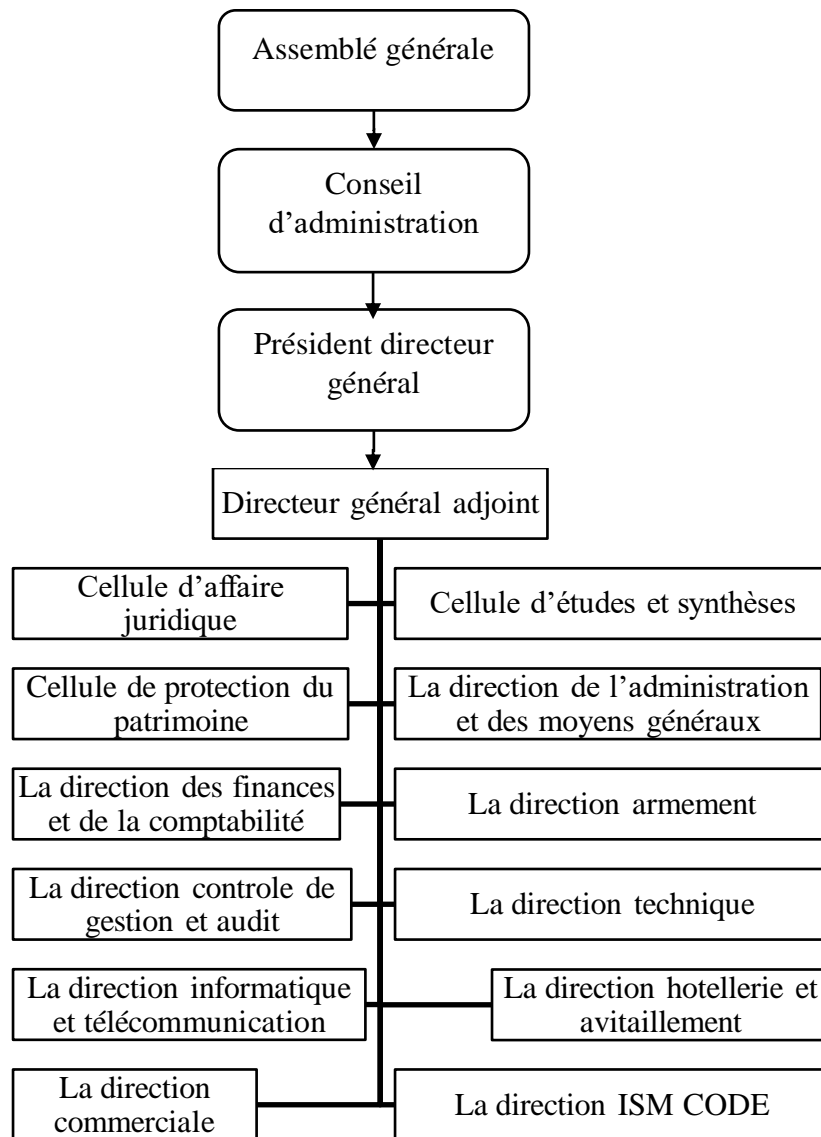 Assemblé générale
Conseil
d’administration
Président directeur
général
Directeur général adjoint
Cellule d’affaire
juridique
Cellule d’études et synthèses
Cellule de protection du
patrimoine
La direction de l’administration
et des moyens généraux
La direction des finances
et de la comptabilité
La direction armement
La direction controle de
gestion et audit
La direction technique
La direction informatique
et télécommunication
La direction hotellerie et
avitaillement
La direction
commerciale
La direction ISM CODE